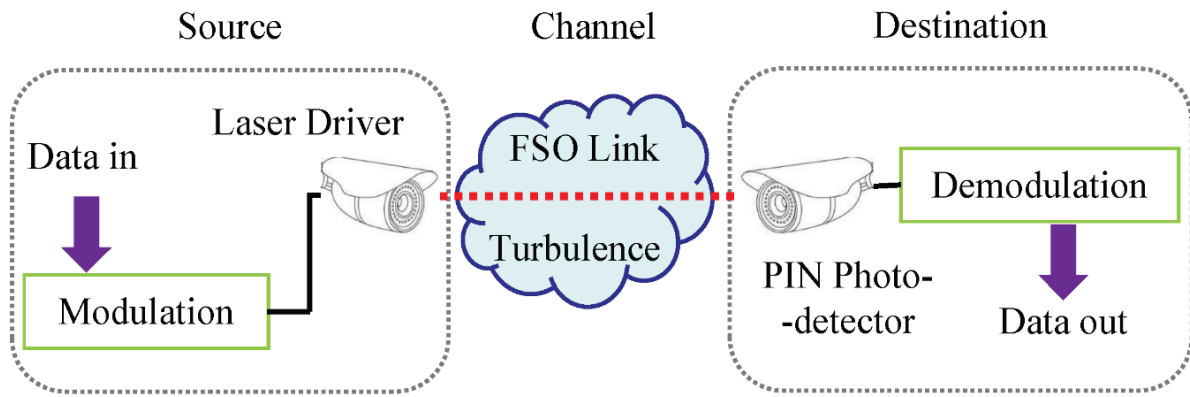 Source
Channel
Destination
Laser Driver
Data in
Modulation
FSO Link
Turbulence
Demodulation
PIN Photo-
-detector
Data out